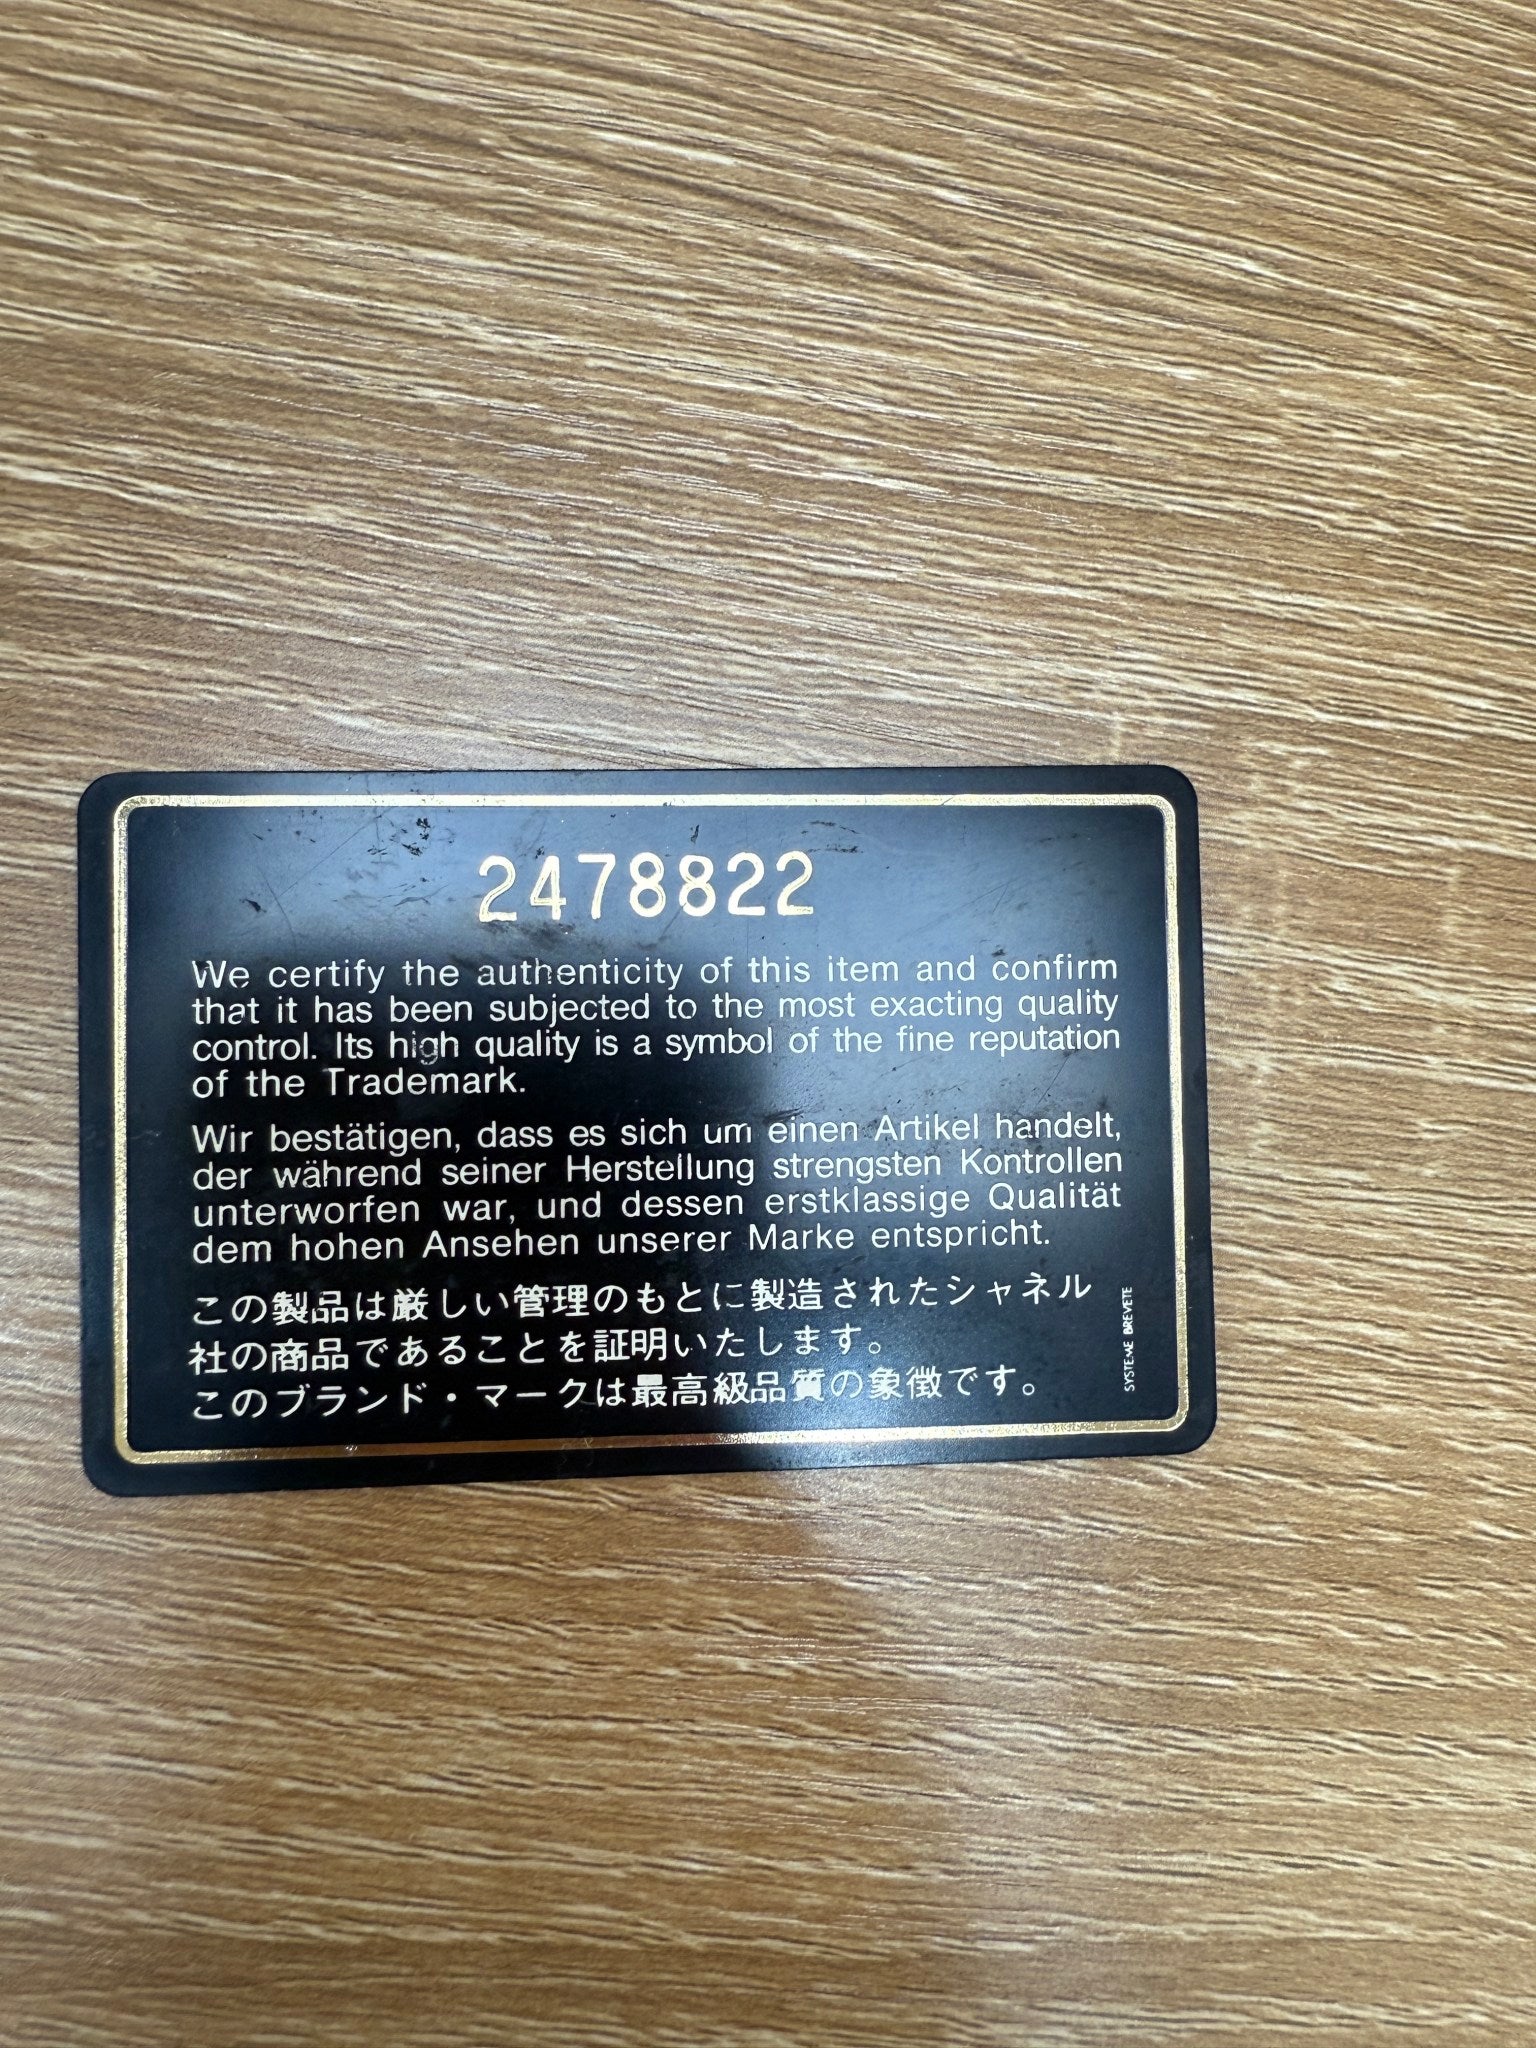 2478822
We certify the authenticity of this item and confirm
that it has been subjected to the most exacting quality
control. Its high quality is a symbol of the fine reputation
of the Trademark.
Wir bestätigen, dass es sich um einen Artikel handelt,
der während seiner Herstellung strengsten Kontrollen
unterworfen war, und dessen erstklassige Qualität
dem hohen Ansehen unserer Marke entspricht.
この製品は厳しい管理のもとに製造されたシャネル
社の商品であることを証明いたします。
このブランド・マークは最高級品質の象徴です。
SYSTEME BREVETE